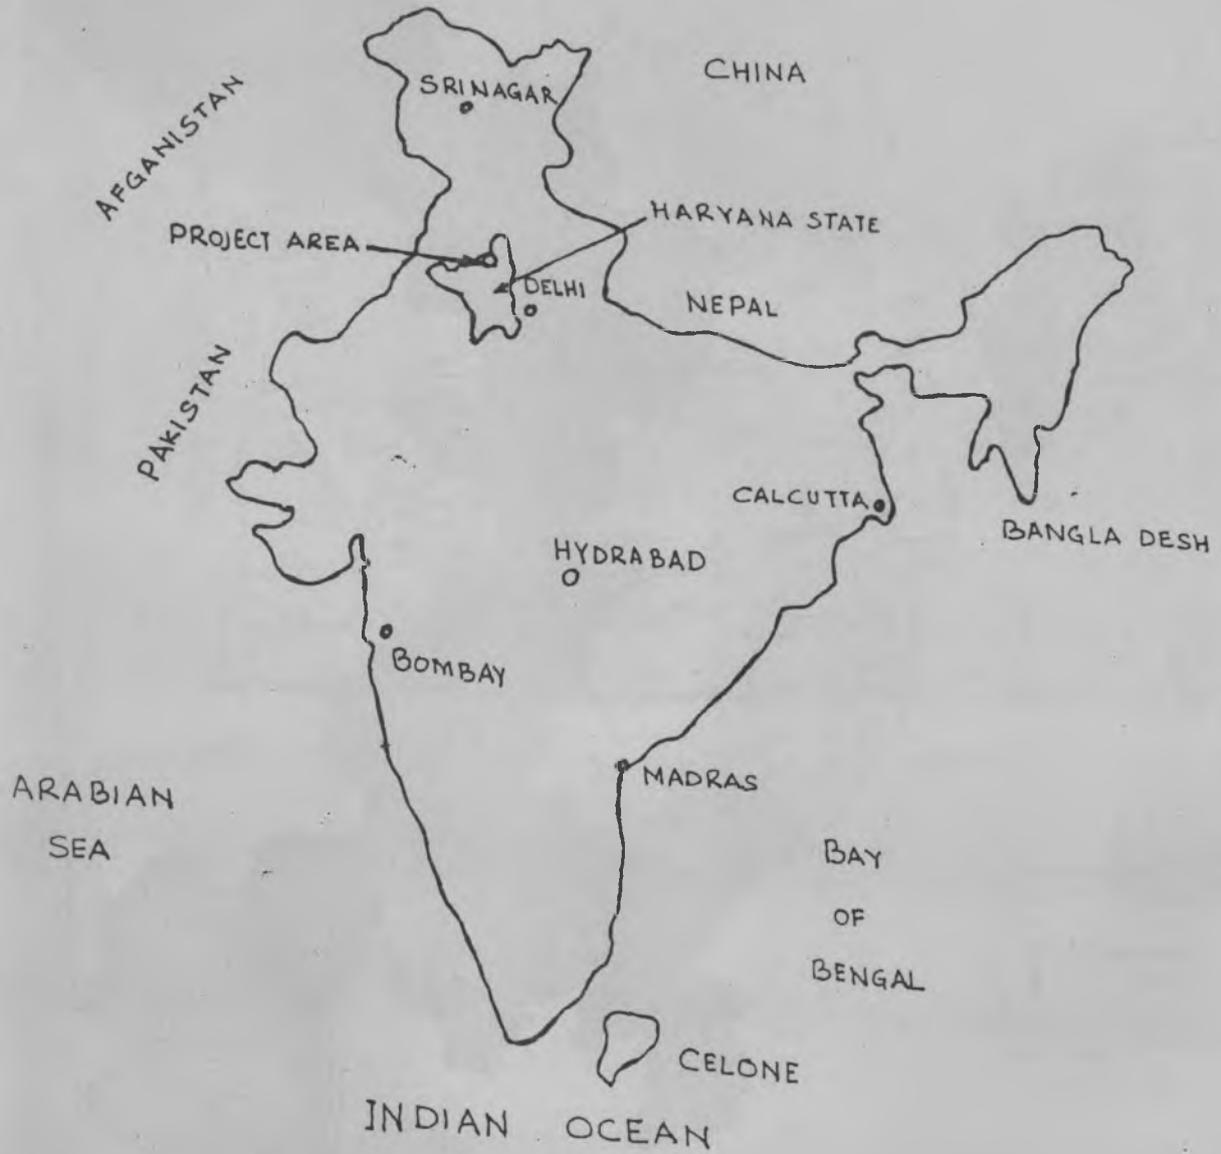 CHINA
SRINAGAR
AFGANISTAN
HARYANA STATE
PROJECT AREA
DELHI
NEPAL
PAKISTAN
CALCUTTA
BANGLA DESH
HYDRABAD
BOMBAY
MADRAS
ARABIAN
SEA
BAY
OF
BENGAL
CELONE
INDIAN OCEAN